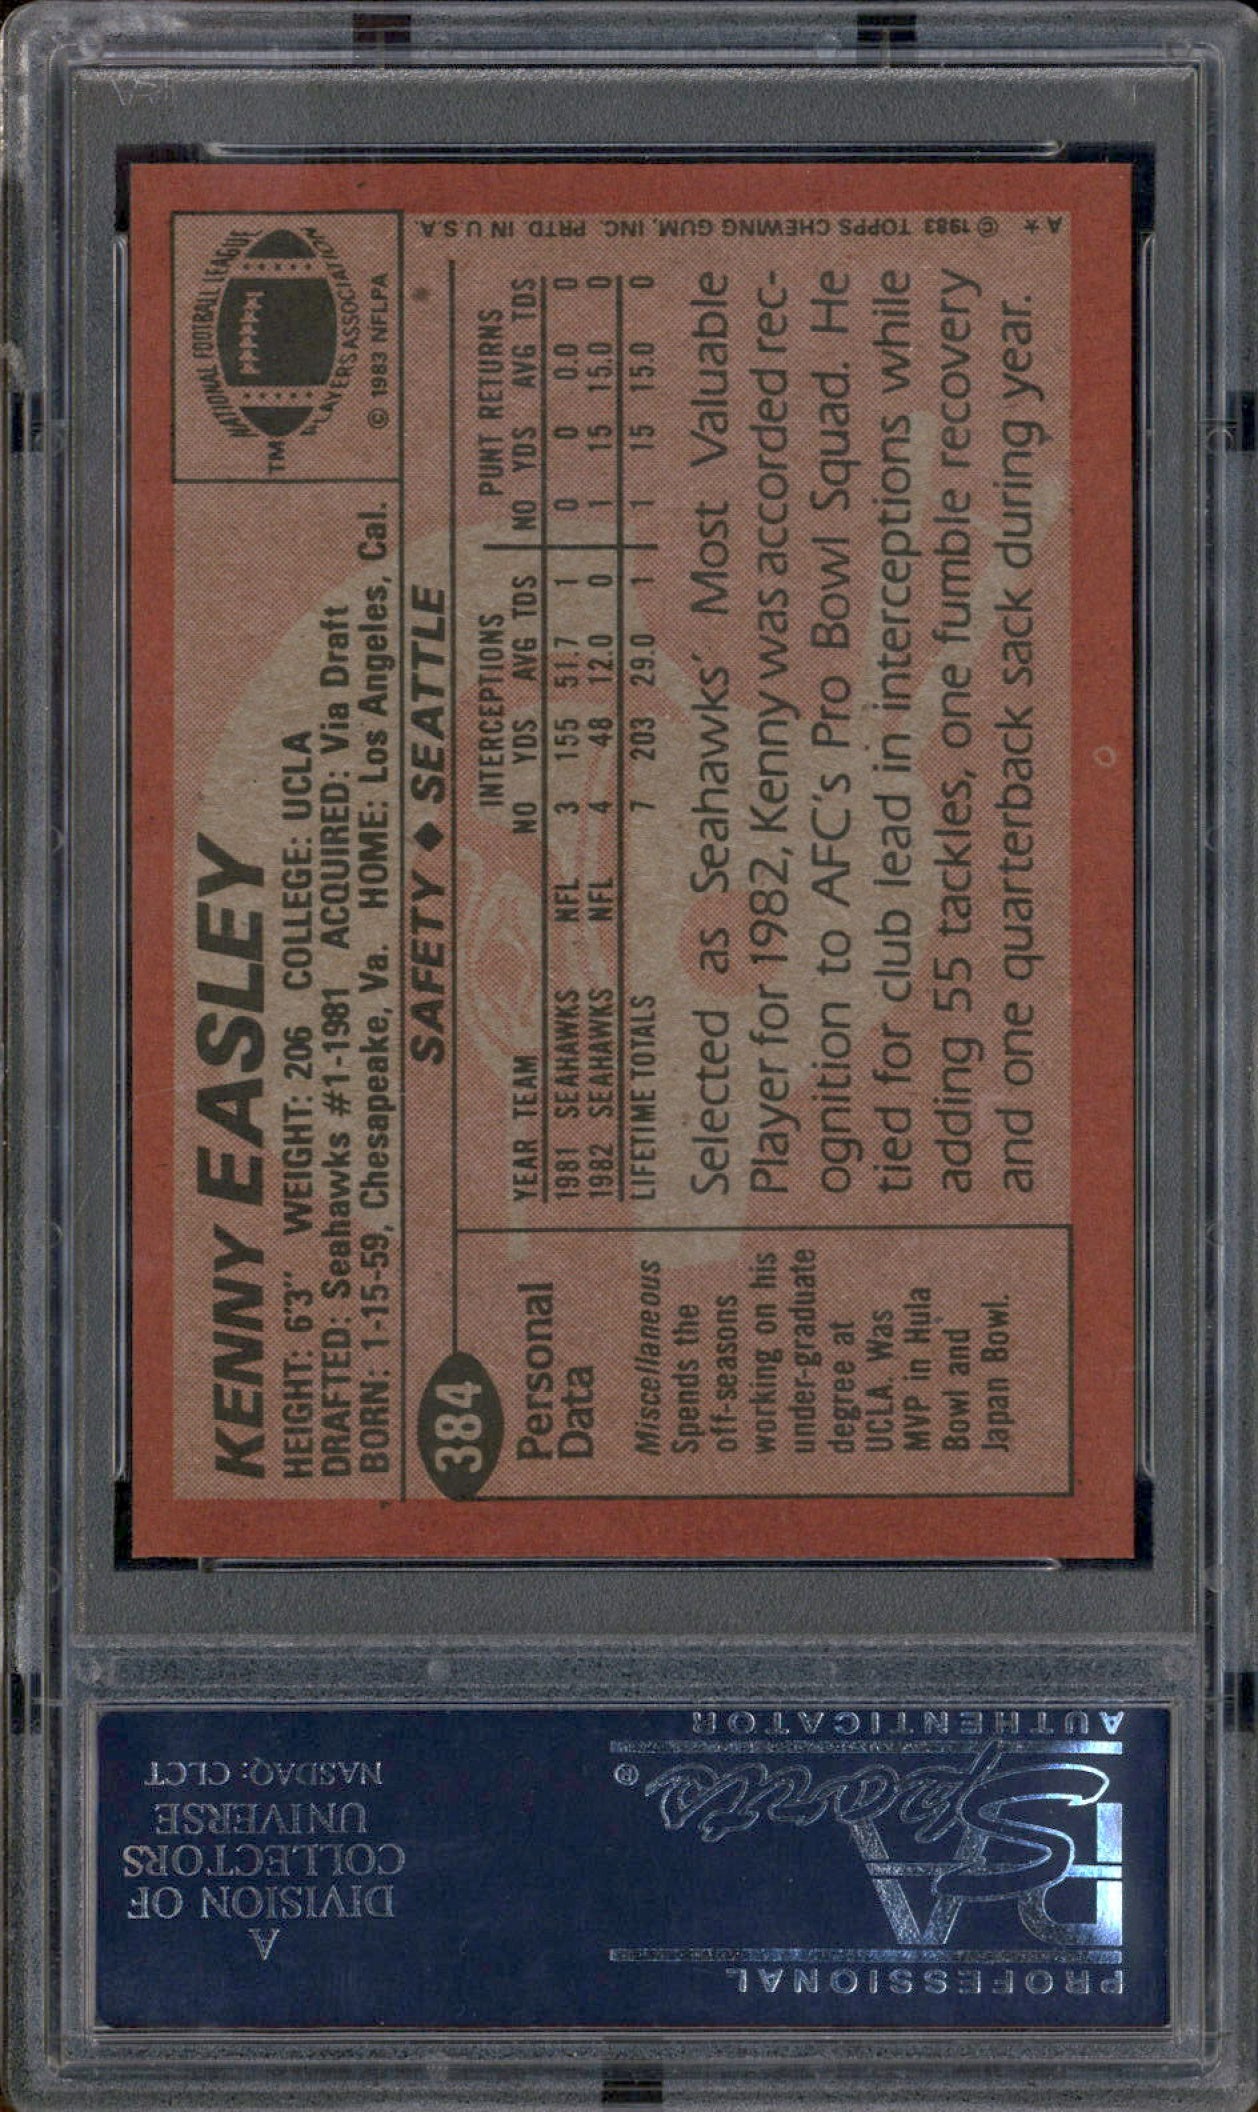 KENNY EASLEY
HEIGHT: 6'3" WEIGHT: 206 COLLEGE: UCLA
DRAFTED: Seahawks #1-1981 ACQUIRED: Via Draft
BORN: 1-15-59, Chesapeake, Va. HOME: Los Angeles, Cal.
NATIONAL FOOTBALL LEAGUE
PLAYERS ASSOCIATION
TM
© 1983 NFLPA
SAFETY ◆ SEATTLE
384
Personal
Data
Miscellaneous
Spends the
off-seasons
working on his
under-graduate
degree at
UCLA. Was
MVP in Hula
Bowl and
Japan Bowl.
INTERCEPTIONS PUNT RETURNS
YEAR TEAM NO YDS AVG TDS NO YDS AVG TDS
1981 SEAHAWKS NFL 3 155 51.7 1 0 0 0.0 0
1982 SEAHAWKS NFL 4 48 12.0 0 1 15 15.0 0
LIFETIME TOTALS 7 203 29.0 1 1 15 15.0 0
Selected as Seahawks' Most Valuable
Player for 1982, Kenny was accorded rec-
ognition to AFC's Pro Bowl Squad. He
tied for club lead in interceptions while
adding 55 tackles, one fumble recovery
and one quarterback sack during year.
A * © 1983 TOPPS CHEWING GUM, INC. PRTD IN U.S.A
PROFESSIONAL
PSA
Sports
®
AUTHENTICATOR
A
DIVISION OF
COLLECTORS
UNIVERSE
NASDAQ: CLCT